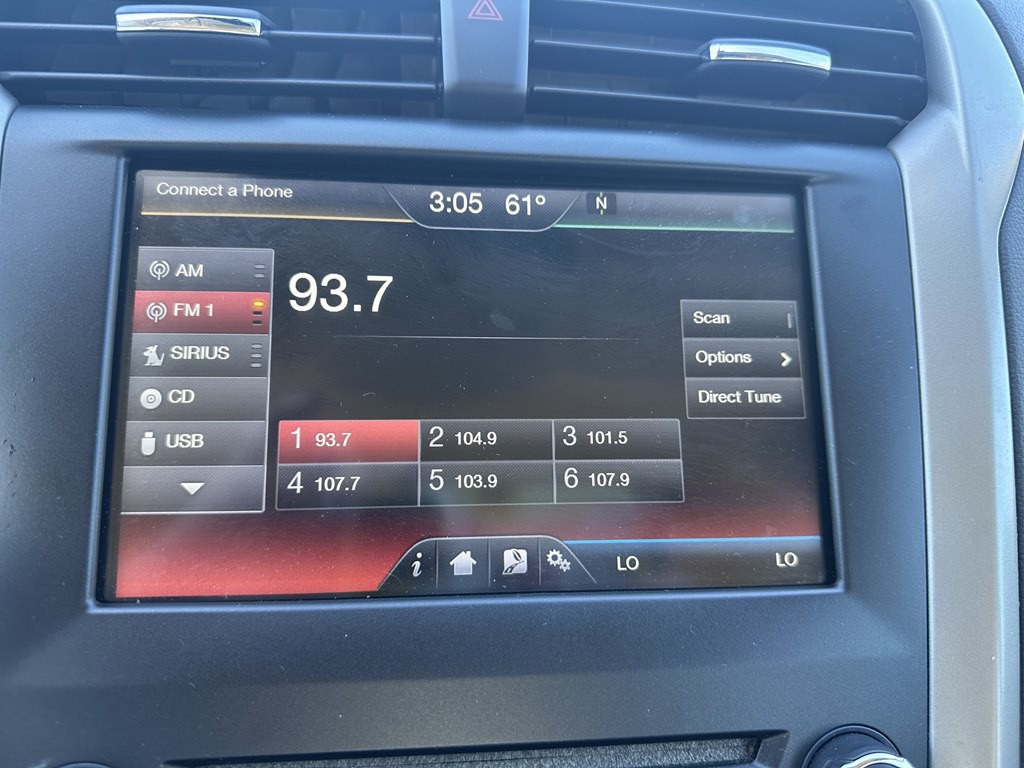 Connect a Phone
3:05 61° N
AM
FM 1
SIRIUS
CD
USB
93.7
Scan
Options
Direct Tune
1 93.7 2 104.9 3 101.5
4 107.7 5 103.9 6 107.9
i LO LO